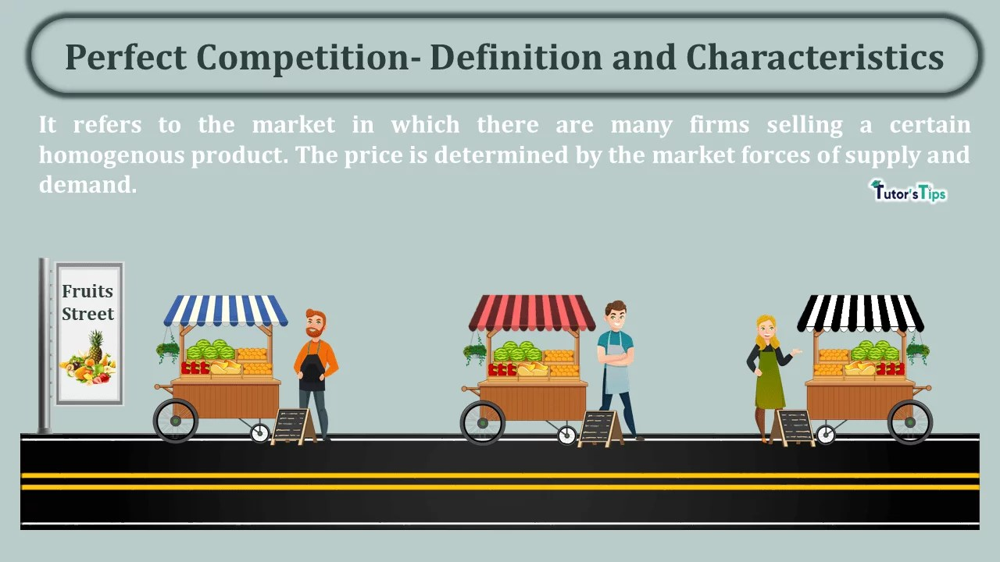 Perfect Competition- Definition and Characteristics
It refers to the market in which there are many firms selling a certain
homogenous product. The price is determined by the market forces of supply and
demand.
Tutor'sTips
Fruits
Street